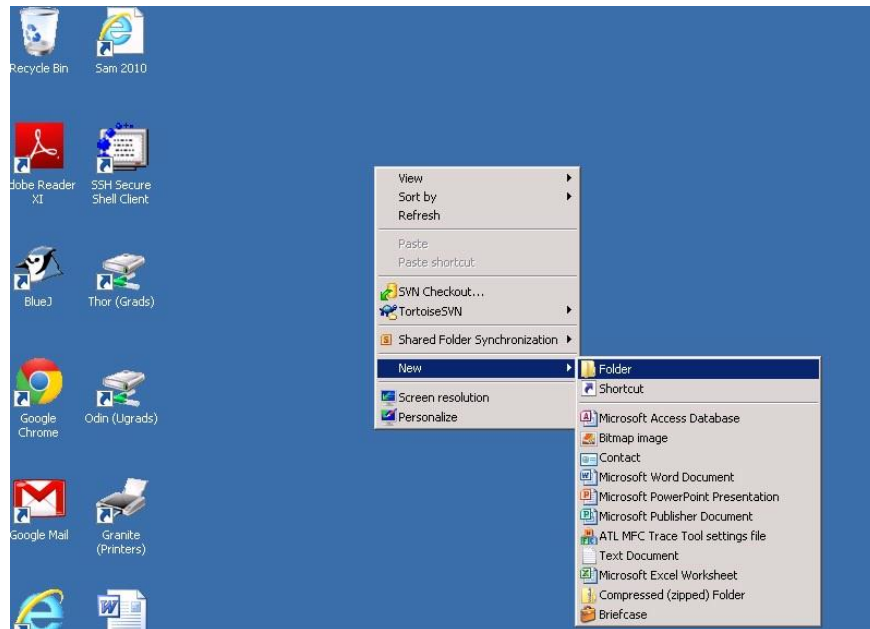 Recycle Bin
Sam 2010
dobe Reader
XI
SSH Secure
Shell Client
BlueJ
Thor (Grads)
Google
Chrome
Odin (Ugrads)
Google Mail
Granite
(Printers)
View
Sort by
Refresh
Paste
Paste shortcut
SVN Checkout...
TortoiseSVN
Shared Folder Synchronization
New
Screen resolution
Personalize
Folder
Shortcut
Microsoft Access Database
Bitmap image
Contact
Microsoft Word Document
Microsoft PowerPoint Presentation
Microsoft Publisher Document
ATL MFC Trace Tool settings file
Text Document
Microsoft Excel Worksheet
Compressed (zipped) Folder
Briefcase